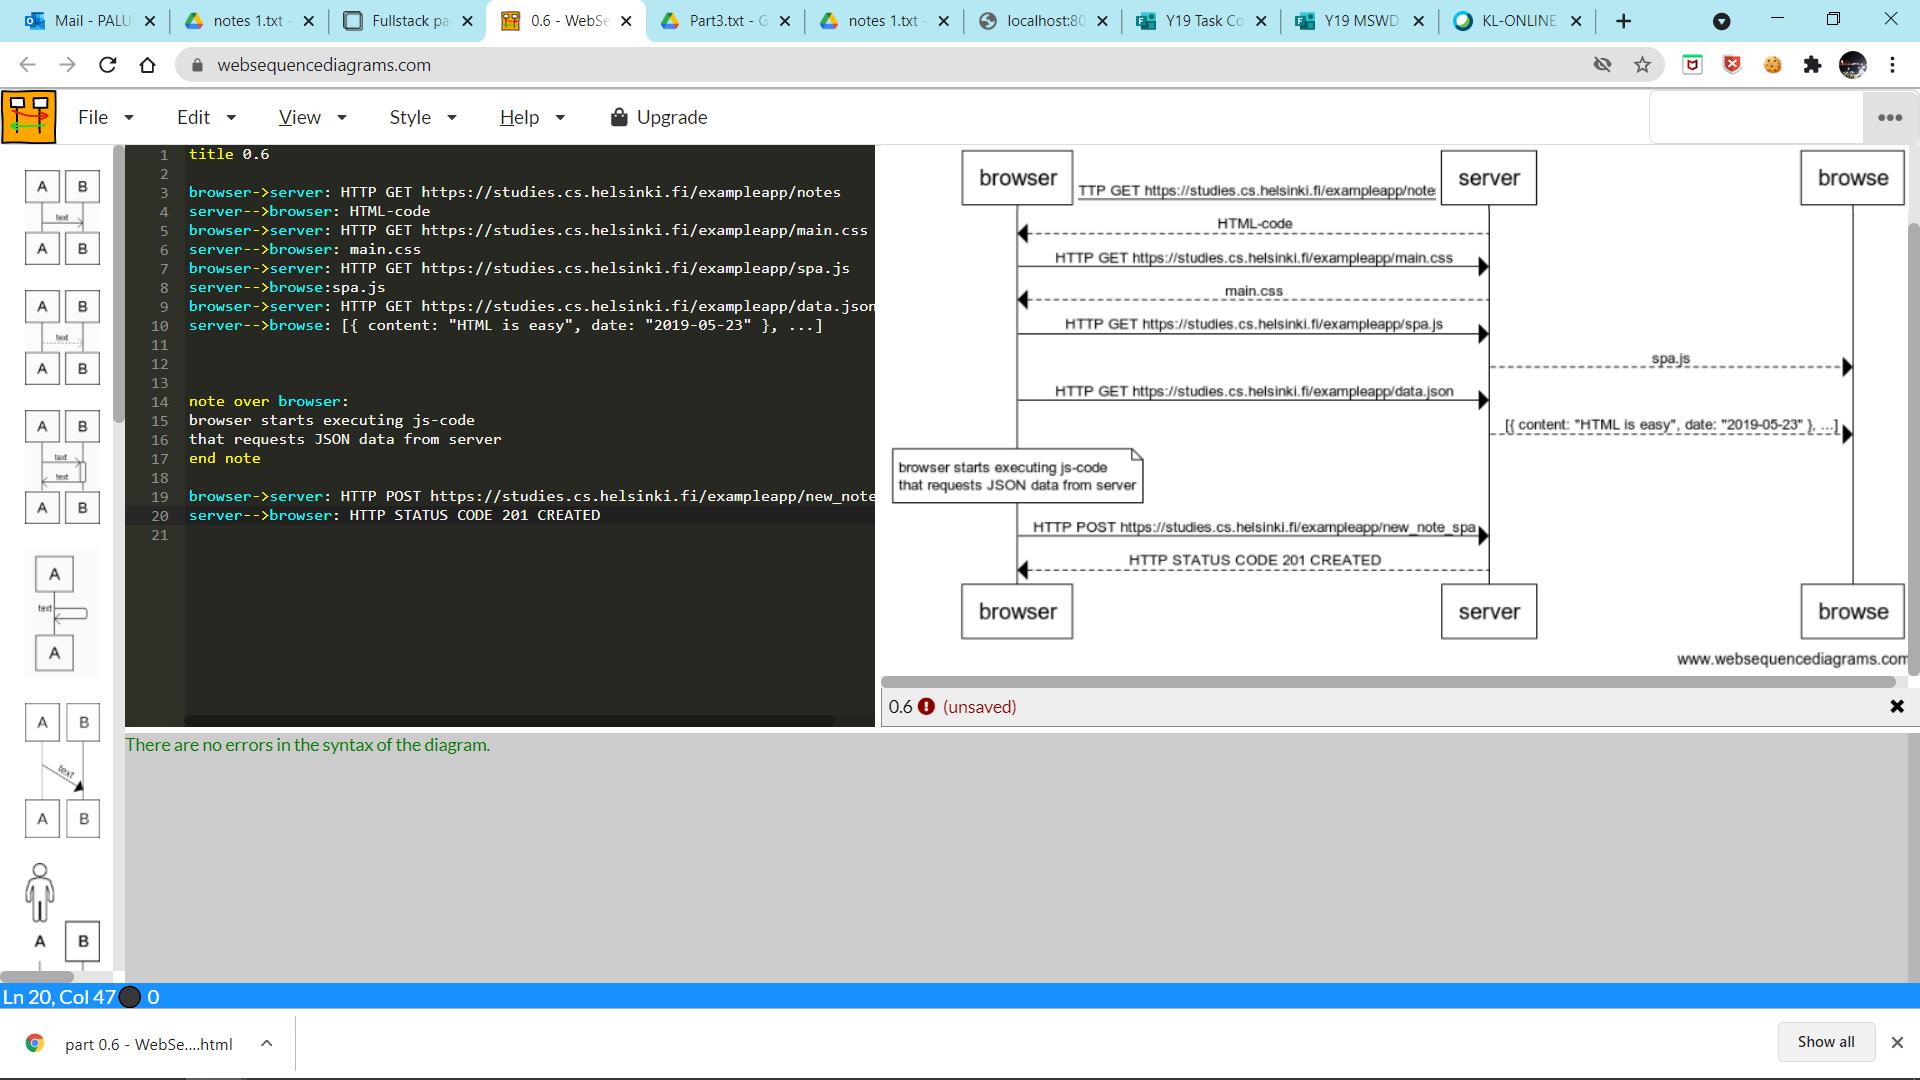 Mail - PALU
notes 1.txt -
Fullstack pa
0.6 - WebSe
Part3.txt - G
notes 1.txt -
localhost:80
Y19 Task Co
Y19 MSWD
KL-ONLINE
websequencediagrams.com
File
Edit
View
Style
Help
Upgrade
A B
text
A B
A B
text
A B
A B
text
text
A B
A
text
A
A B
text
A B
A B
1 title 0.6
2
3 browser->server: HTTP GET https://studies.cs.helsinki.fi/exampleapp/notes
4 server-->browser: HTML-code
5 browser->server: HTTP GET https://studies.cs.helsinki.fi/exampleapp/main.css
6 server-->browser: main.css
7 browser->server: HTTP GET https://studies.cs.helsinki.fi/exampleapp/spa.js
8 server-->browse:spa.js
9 browser->server: HTTP GET https://studies.cs.helsinki.fi/exampleapp/data.json
10 server-->browse: [{ content: "HTML is easy", date: "2019-05-23" }, ...]
11
12
13
14 note over browser:
15 browser starts executing js-code
16 that requests JSON data from server
17 end note
18
19 browser->server: HTTP POST https://studies.cs.helsinki.fi/exampleapp/new_note
20 server-->browser: HTTP STATUS CODE 201 CREATED
21
browser server browse
TTP GET https://studies.cs.helsinki.fi/exampleapp/note
HTML-code
HTTP GET https://studies.cs.helsinki.fi/exampleapp/main.css
main.css
HTTP GET https://studies.cs.helsinki.fi/exampleapp/spa.js
spa.js
HTTP GET https://studies.cs.helsinki.fi/exampleapp/data.json
[{ content: "HTML is easy", date: "2019-05-23" }, ...]
browser starts executing js-code
that requests JSON data from server
HTTP POST https://studies.cs.helsinki.fi/exampleapp/new_note_spa
HTTP STATUS CODE 201 CREATED
browser server browse
www.websequencediagrams.com
0.6 (unsaved)
There are no errors in the syntax of the diagram.
Ln 20, Col 47 0
part 0.6 - WebSe....html
Show all